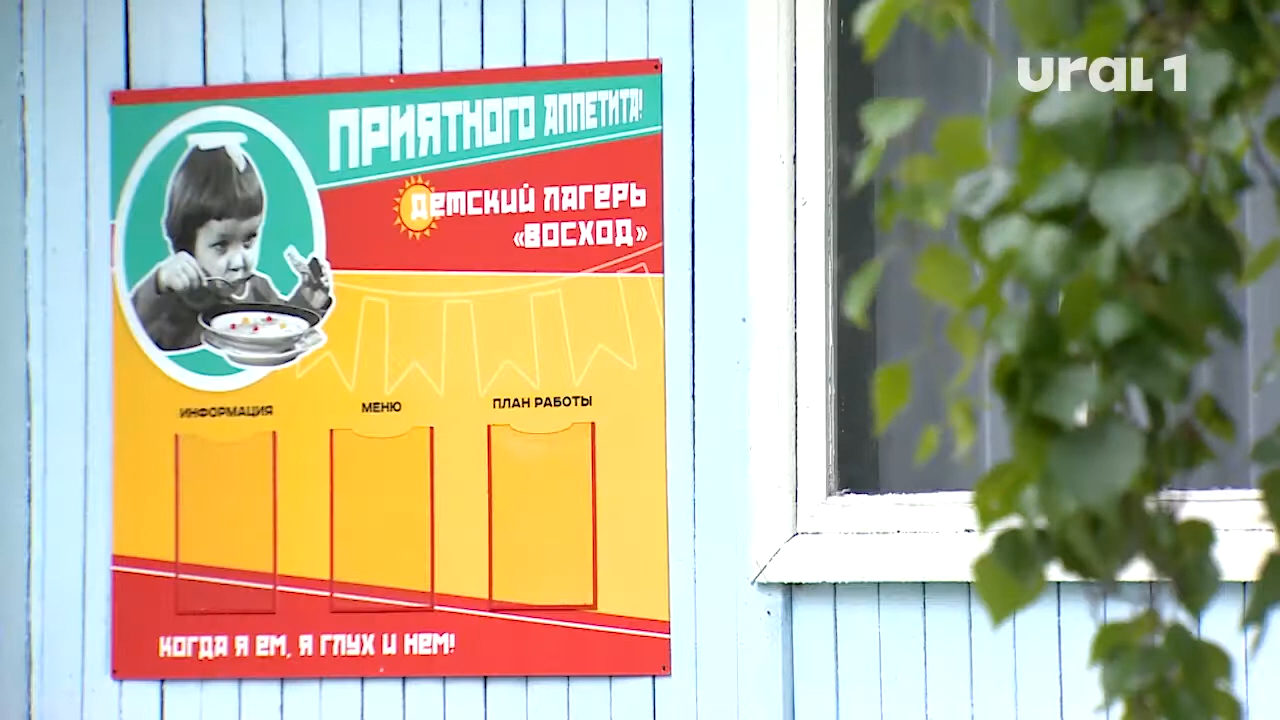 ural 1
ПРИЯТНОГО АППЕТИТА!
ДЕТСКИЙ ЛАГЕРЬ
«ВОСХОД»
ИНФОРМАЦИЯ
МЕНЮ
ПЛАН РАБОТЫ
КОГДА Я ЕМ, Я ГЛУХ И НЕМ!